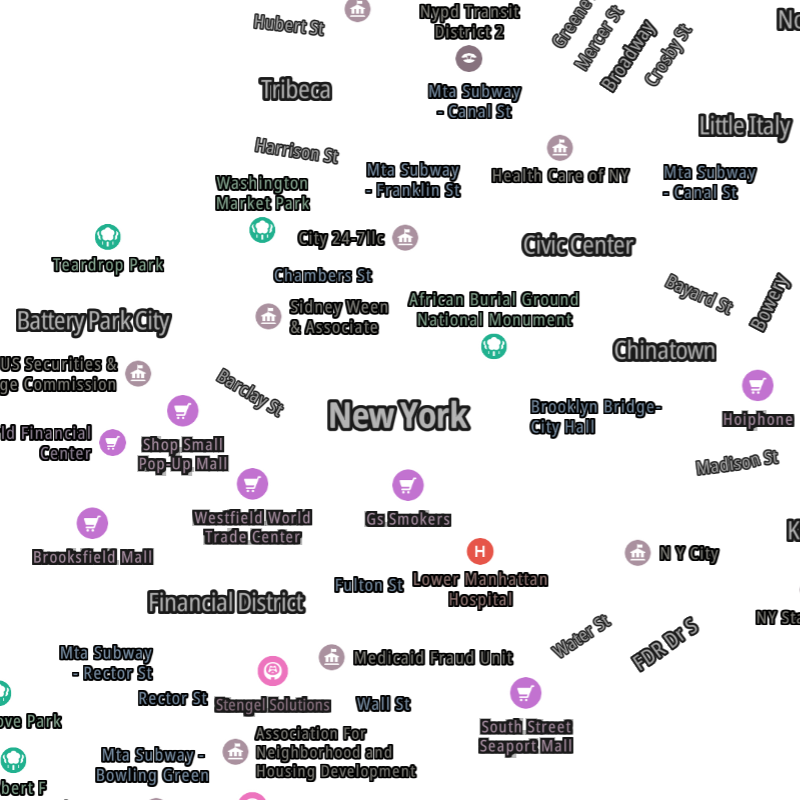 Hubert St
Nypd Transit
District 2
Greene
Mercer St
Broadway
Crosby St
Tribeca
Mta Subway
- Canal St
Little Italy
Harrison St
Mta Subway
- Franklin St
Health Care of NY
Mta Subway
- Canal St
Washington
Market Park
City 24-7llc
Civic Center
Teardrop Park
Chambers St
Bayard St
Bowery
Sidney Ween
& Associate
African Burial Ground
National Monument
Battery Park City
Chinatown
US Securities &
ge Commission
Barclay St
New York
Brooklyn Bridge-
City Hall
Hoiphone
ld Financial
Center
Shop Small
Pop-Up Mall
Madison St
Westfield World
Trade Center
Gs Smokers
Brooksfield Mall
N Y City
Fulton St
Lower Manhattan
Hospital
Financial District
NY Sta
Water St
FDR Dr S
Mta Subway
- Rector St
Medicaid Fraud Unit
Rector St
Stengel Solutions
Wall St
ove Park
South Street
Seaport Mall
Association For
Neighborhood and
Housing Development
Mta Subway -
Bowling Green
bert F